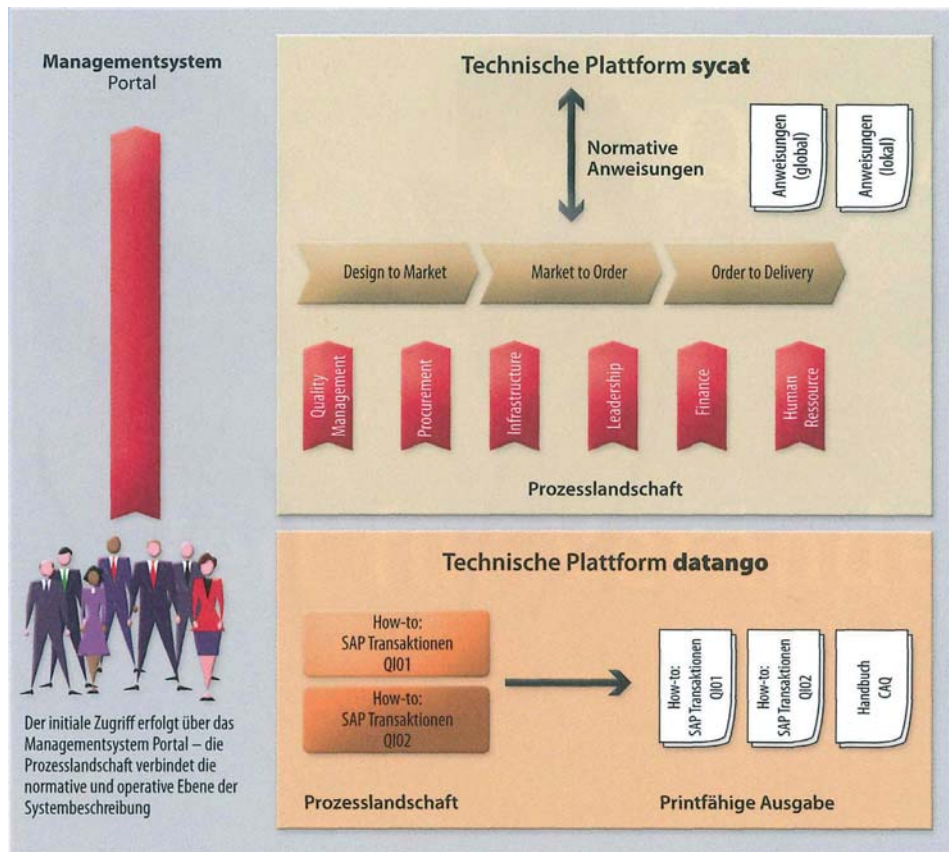 Managementsystem
Portal
Der initiale Zugriff erfolgt über das
Managementsystem Portal – die
Prozesslandschaft verbindet die
normative und operative Ebene der
Systembeschreibung
Technische Plattform sycat
Normative
Anweisungen
Anweisungen
(global)
Anweisungen
(lokal)
Design to Market
Market to Order
Order to Delivery
Quality
Management
Procurement
Infrastructure
Leadership
Finance
Human
Ressource
Prozesslandschaft
Technische Plattform datango
How-to:
SAP Transaktionen
QI01
How-to:
SAP Transaktionen
QI02
How-to:
SAP Transaktionen
QI01
How-to:
SAP Transaktionen
QI02
Handbuch
CAQ
Prozesslandschaft
Printfähige Ausgabe